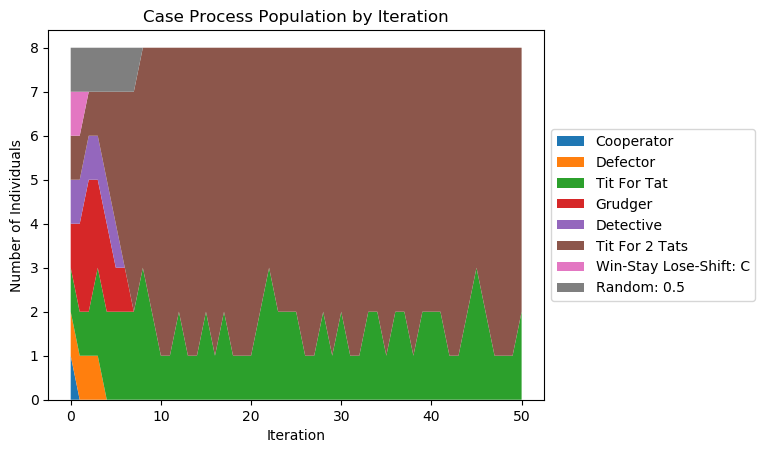 Case Process Population by Iteration
Number of Individuals
8
7
6
5
4
3
2
1
0
0 10 20 30 40 50
Iteration
Cooperator
Defector
Tit For Tat
Grudger
Detective
Tit For 2 Tats
Win-Stay Lose-Shift: C
Random: 0.5